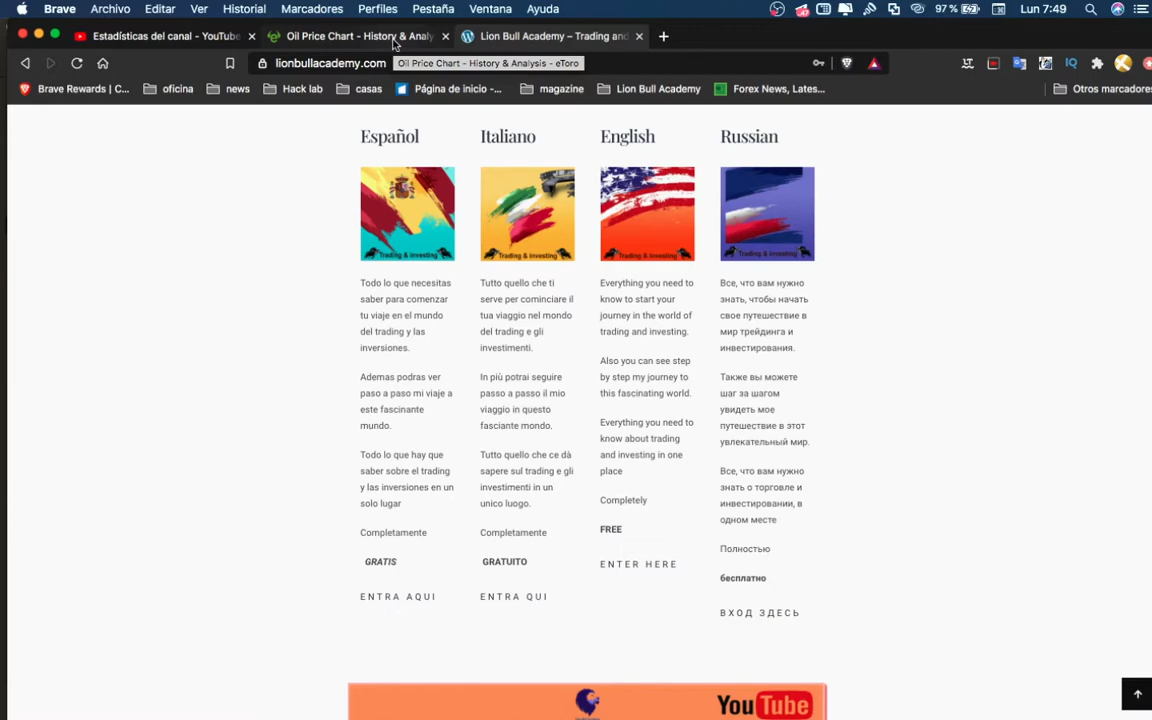 Brave Archivo Editar Ver Historial Marcadores Perfiles Pestaña Ventana Ayuda 97 % Lun 7:49
Estadísticas del canal - YouTube Oil Price Chart - History & Analy Lion Bull Academy – Trading and
lionbullacademy.com Oil Price Chart - History & Analysis - eToro
Brave Rewards | C... oficina news Hack lab casas Página de inicio -... magazine Lion Bull Academy Forex News, Lates... Otros marcadores
Español
Trading & Investing
Todo lo que necesitas
saber para comenzar
tu viaje en el mundo
del trading y las
inversiones.
Ademas podras ver
paso a paso mi viaje a
este fascinante
mundo.
Todo lo que hay que
saber sobre el trading
y las inversiones en un
solo lugar
Completamente
GRATIS
ENTRA AQUI
Italiano
Trading & Investing
Tutto quello che ti
serve per cominciare il
tua viaggio nel mondo
del trading e gli
investimenti.
In più potrai seguire
passo a passo il mio
viaggio in questo
fasciante mondo.
Tutto quello che ce dà
sapere sul trading e gli
investimenti in un
unico luogo.
Completamente
GRATUITO
ENTRA QUI
English
Trading & Investing
Everything you need to
know to start your
journey in the world of
trading and investing.
Also you can see step
by step my journey to
this fascinating world.
Everything you need to
know about trading
and investing in one
place
Completely
FREE
ENTER HERE
Russian
Trading & Investing
Все, что вам нужно
знать, чтобы начать
свое путешествие в
мир трейдинга и
инвестирования.
Также вы можете
шаг за шагом
увидеть мое
путешествие в этот
увлекательный мир.
Все, что вам нужно
знать о торговле и
инвестировании, в
одном месте
Полностью
бесплатно
ВХОД ЗДЕСЬ
YouTube